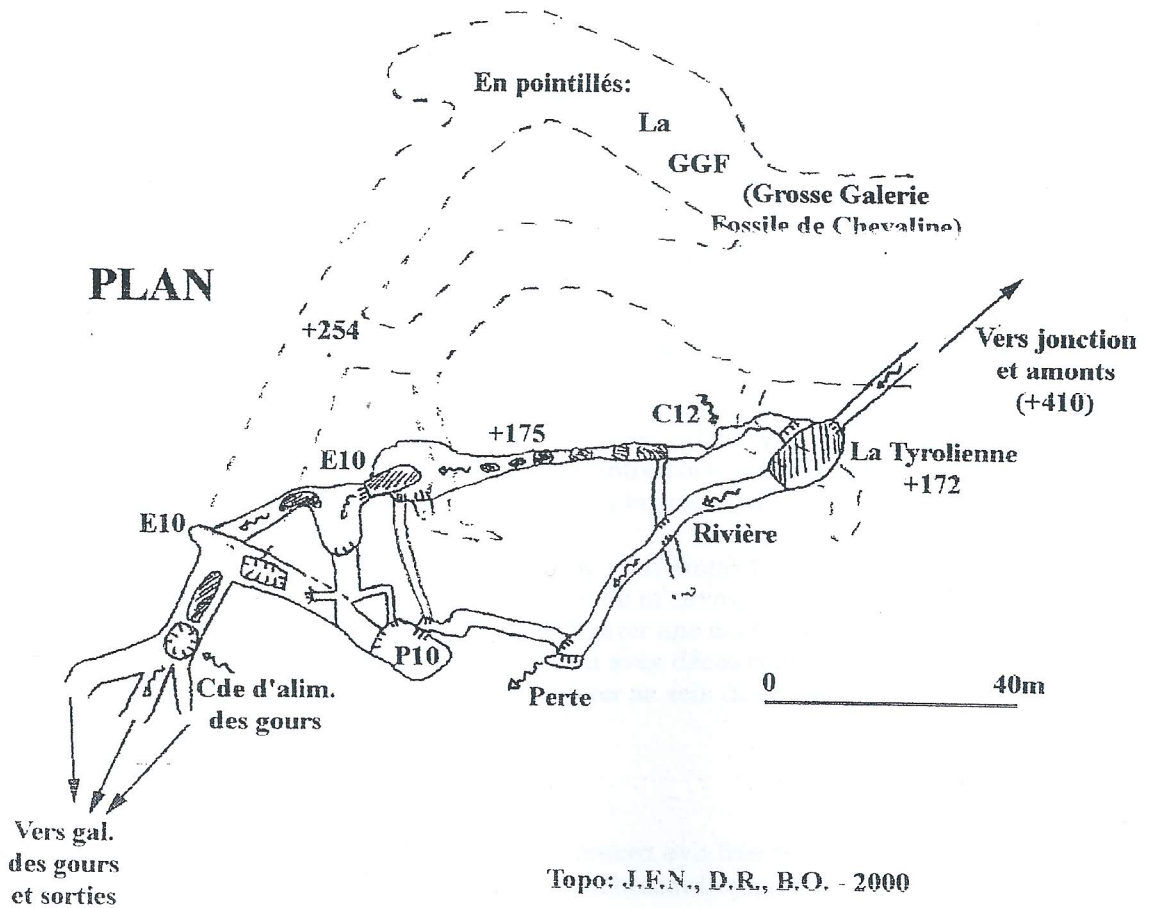 En pointillés:
La
GGF
(Grosse Galerie
Fossile de Chevaline)
PLAN
+254
Vers jonction
et amonts
(+410)
C12
+175
E10
La Tyrolienne
+172
E10
Rivière
P10
Cde d'alim.
des gours
Perte
0 40m
Vers gal.
des gours
et sorties
Topo: J.F.N., D.R., B.O. - 2000